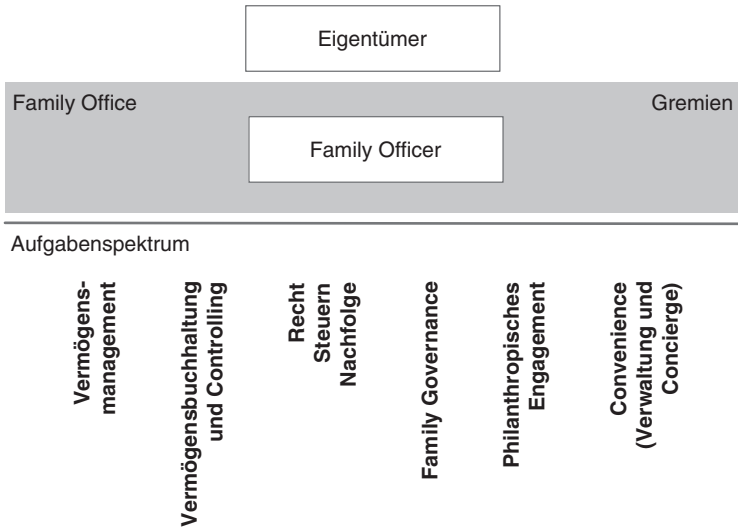 Eigentümer
Family Office
Gremien
Family Officer
Aufgabenspektrum
Vermögens-
management
Vermögensbuchhaltung
und Controlling
Recht
Steuern
Nachfolge
Family Governance
Philanthropisches
Engagement
Convenience
(Verwaltung und
Concierge)